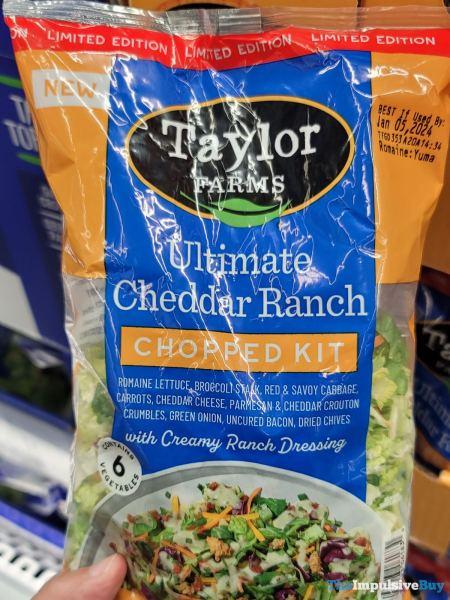 LIMITED EDITION LIMITED EDITION LIMITED EDITION
NEW
BEST If Used By:
Jan 05, 2024
TFGD353A20A14:34
Romaine:Yuma
Taylor
FARMS
Ultimate
Cheddar Ranch
CHOPPED KIT
ROMAINE LETTUCE, BROCCOLI STALK, RED & SAVOY CABBAGE,
CARROTS, CHEDDAR CHEESE, PARMESAN & CHEDDAR CROUTON
CRUMBLES, GREEN ONION, UNCURED BACON, DRIED CHIVES
with Creamy Ranch Dressing
CONTAINS
6
VEGETABLES
TheImpulsiveBuy